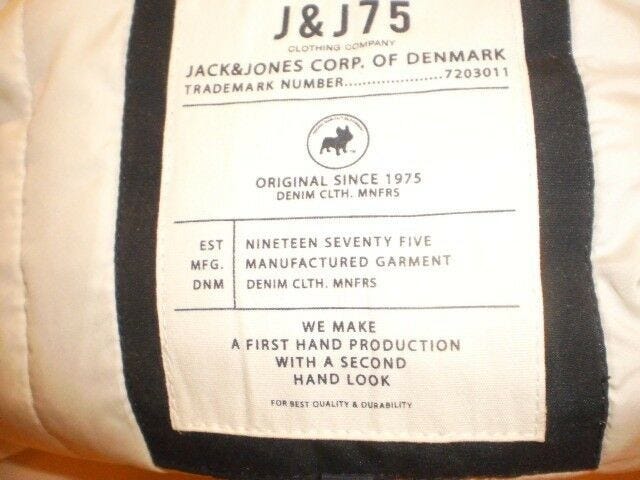 J&J75
CLOTHING COMPANY
JACK&JONES CORP. OF DENMARK
TRADEMARK NUMBER....................7203011
ORIGINAL SINCE 1975
DENIM CLTH. MNFRS
EST NINETEEN SEVENTY FIVE
MFG. MANUFACTURED GARMENT
DNM DENIM CLTH. MNFRS
WE MAKE
A FIRST HAND PRODUCTION
WITH A SECOND
HAND LOOK
FOR BEST QUALITY & DURABILITY